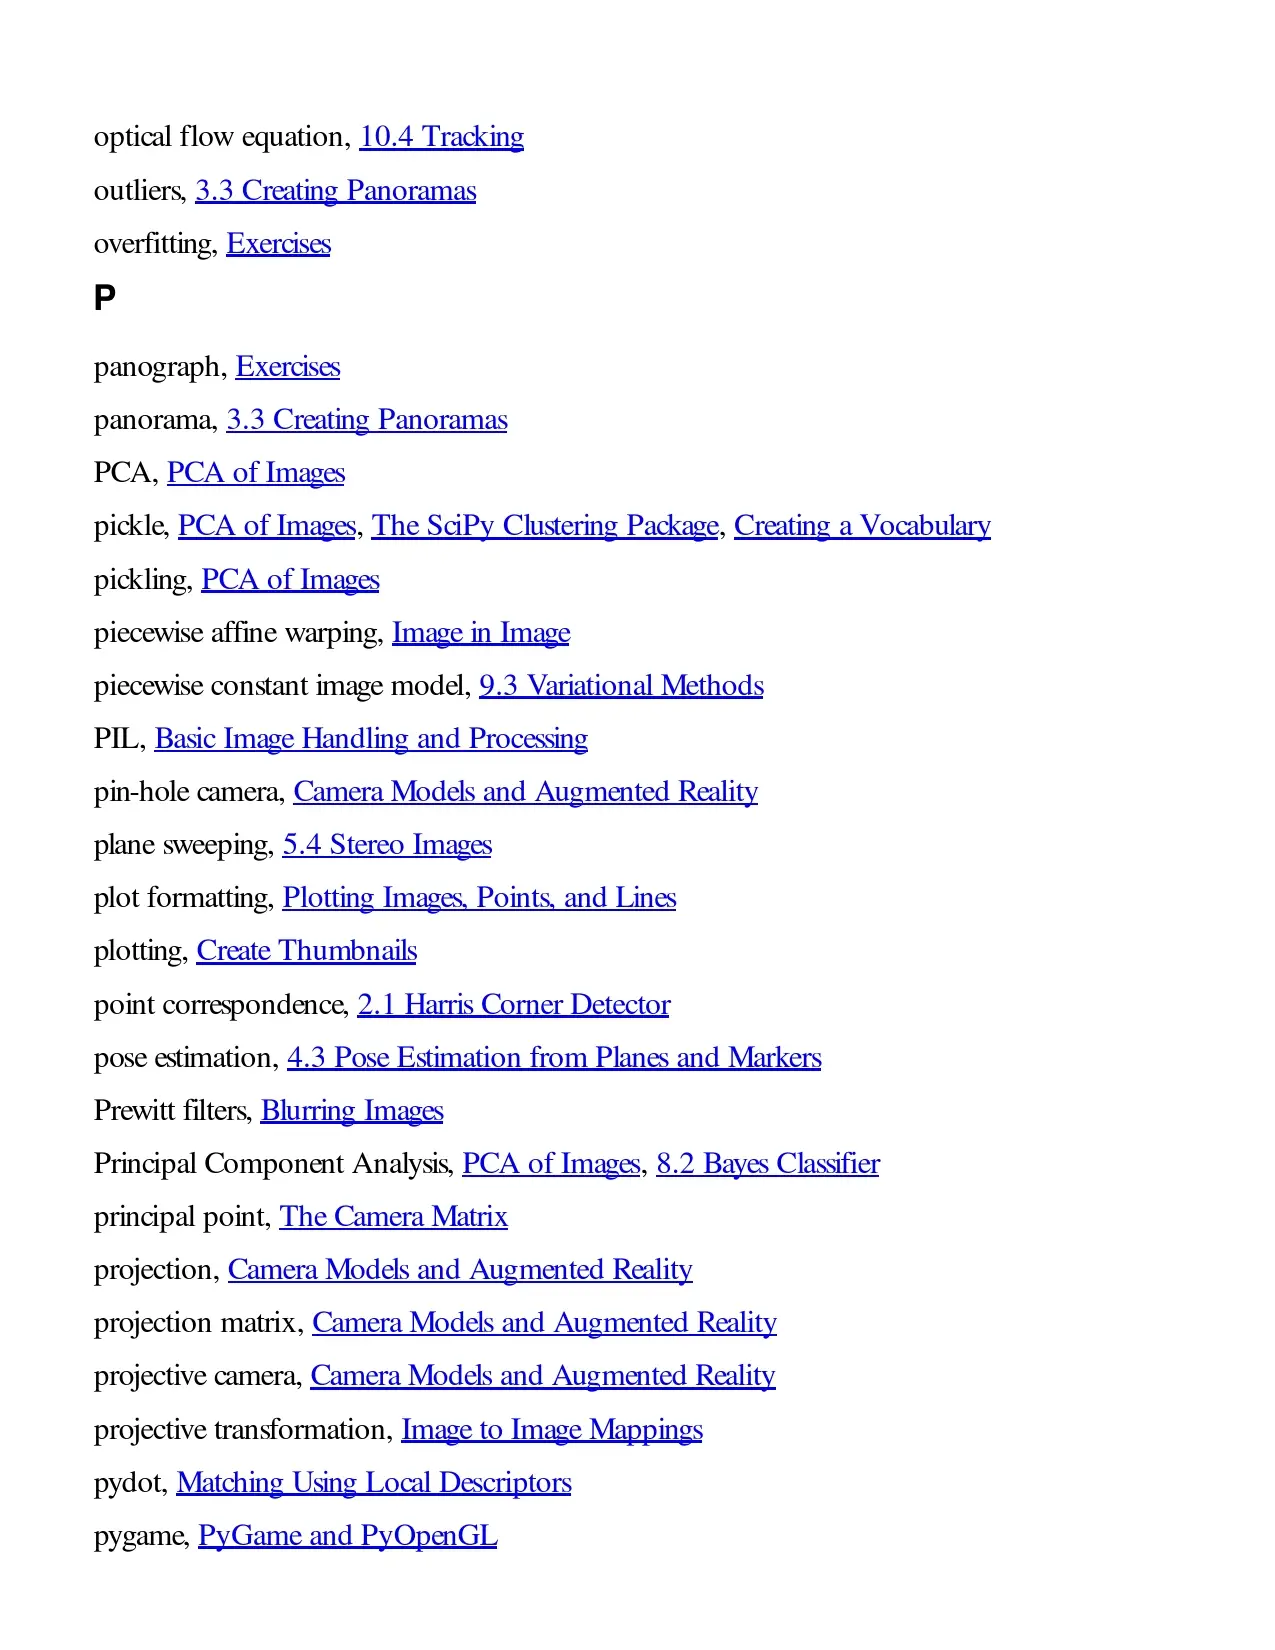 optical flow equation, 10.4 Tracking
outliers, 3.3 Creating Panoramas
overfitting, Exercises
P
panograph, Exercises
panorama, 3.3 Creating Panoramas
PCA, PCA of Images
pickle, PCA of Images, The SciPy Clustering Package, Creating a Vocabulary
pickling, PCA of Images
piecewise affine warping, Image in Image
piecewise constant image model, 9.3 Variational Methods
PIL, Basic Image Handling and Processing
pin-hole camera, Camera Models and Augmented Reality
plane sweeping, 5.4 Stereo Images
plot formatting, Plotting Images, Points, and Lines
plotting, Create Thumbnails
point correspondence, 2.1 Harris Corner Detector
pose estimation, 4.3 Pose Estimation from Planes and Markers
Prewitt filters, Blurring Images
Principal Component Analysis, PCA of Images, 8.2 Bayes Classifier
principal point, The Camera Matrix
projection, Camera Models and Augmented Reality
projection matrix, Camera Models and Augmented Reality
projective camera, Camera Models and Augmented Reality
projective transformation, Image to Image Mappings
pydot, Matching Using Local Descriptors
pygame, PyGame and PyOpenGL